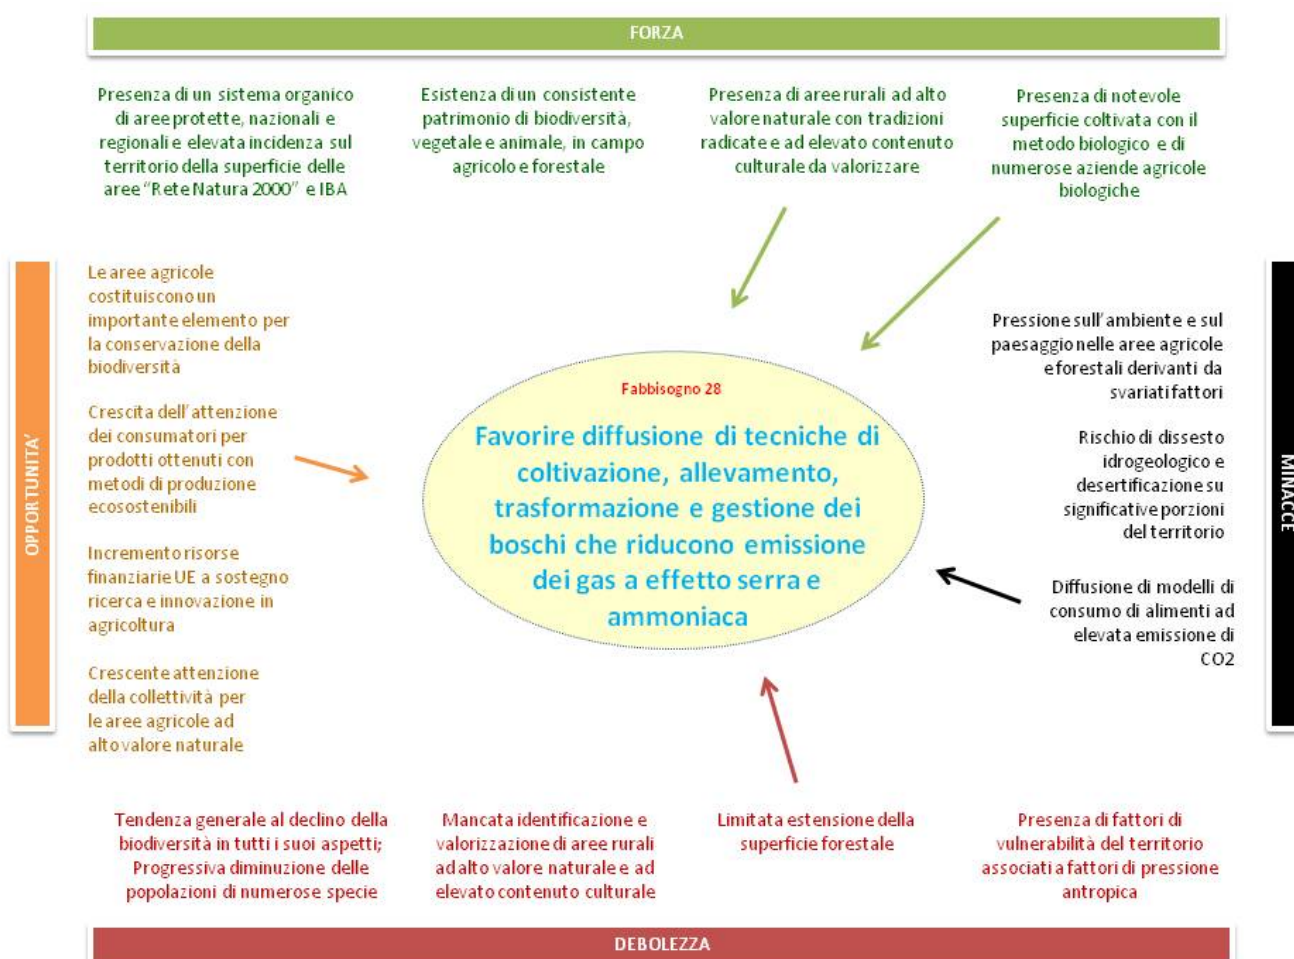 FORZA
Presenza di un sistema organico
di aree protette, nazionali e
regionali e elevata incidenza sul
territorio della superficie delle
aree “Rete Natura 2000” e IBA
Esistenza di un consistente
patrimonio di biodiversità,
vegetale e animale, in campo
agricolo e forestale
Presenza di aree rurali ad alto
valore naturale con tradizioni
radicate e ad elevato contenuto
culturale da valorizzare
Presenza di notevole
superficie coltivata con il
metodo biologico e di
numerose aziende agricole
biologiche
OPPORTUNITA’
Le aree agricole
costituiscono un
importante elemento per
la conservazione della
biodiversità
Crescita dell’attenzione
dei consumatori per
prodotti ottenuti con
metodi di produzione
ecosostenibili
Incremento risorse
finanziarie UE a sostegno
ricerca e innovazione in
agricoltura
Crescente attenzione
della collettività per
le aree agricole ad
alto valore naturale
Fabbisogno 28
Favorire diffusione di tecniche di
coltivazione, allevamento,
trasformazione e gestione dei
boschi che riducono emissione
dei gas a effetto serra e
ammoniaca
Pressione sull’ambiente e sul
paesaggio nelle aree agricole
e forestali derivanti da
svariati fattori
Rischio di dissesto
idrogeologico e
desertificazione su
significative porzioni
del territorio
Diffusione di modelli di
consumo di alimenti ad
elevata emissione di
CO2
MINACCE
Tendenza generale al declino della
biodiversità in tutti i suoi aspetti;
Progressiva diminuzione delle
popolazioni di numerose specie
Mancata identificazione e
valorizzazione di aree rurali
ad alto valore naturale e ad
elevato contenuto culturale
Limitata estensione della
superficie forestale
Presenza di fattori di
vulnerabilità del territorio
associati a fattori di pressione
antropica
DEBOLEZZA